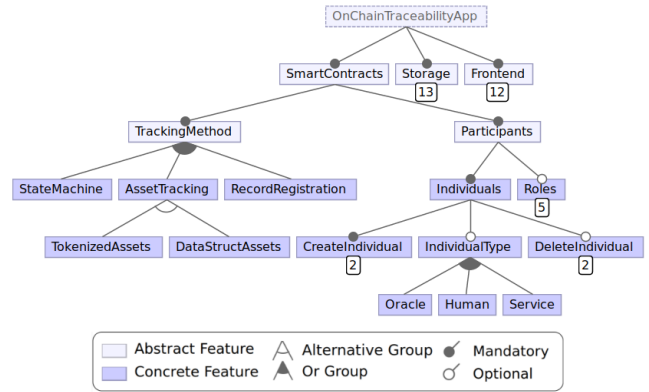 OnChainTraceabilityApp
SmartContracts Storage Frontend
13 12
TrackingMethod Participants
StateMachine AssetTracking RecordRegistration Individuals Roles
5
TokenizedAssets DataStructAssets CreateIndividual IndividualType DeleteIndividual
2 2
Oracle Human Service
Abstract Feature Alternative Group Mandatory
Concrete Feature Or Group Optional